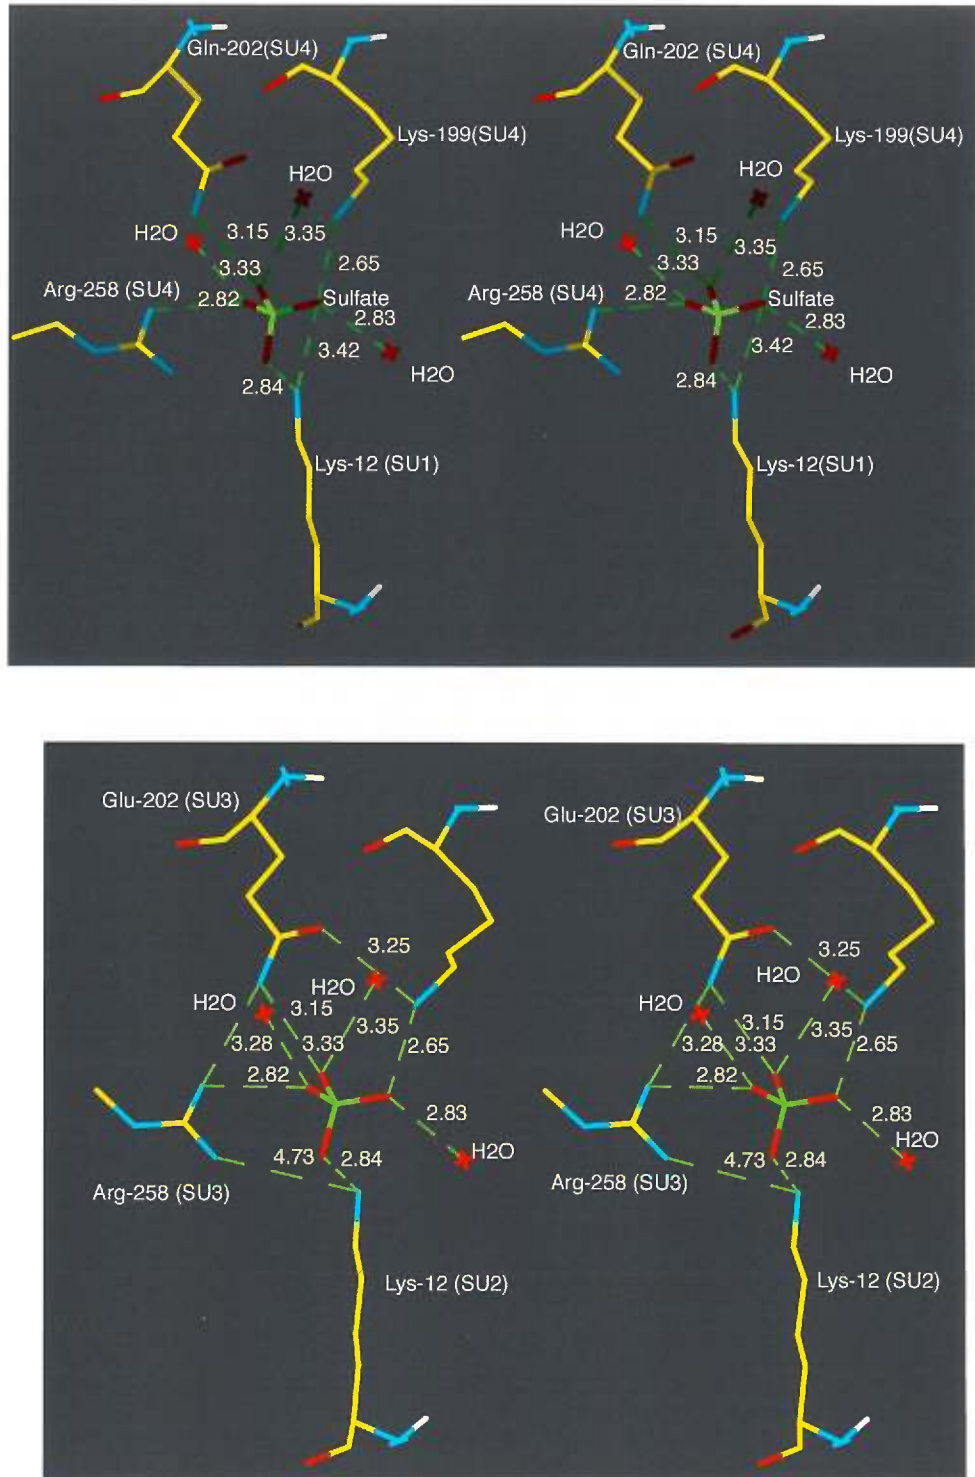 Gln-202(SU4)
Lys-199(SU4)
H2O
H2O
3.15
3.35
3.33
2.65
Arg-258 (SU4)
2.82
Sulfate
2.83
3.42
H2O
2.84
Lys-12 (SU1)
Gln-202 (SU4)
Lys-199(SU4)
H2O
H2O
3.15
3.35
3.33
2.65
Arg-258 (SU4)
2.82
Sulfate
2.83
3.42
H2O
2.84
Lys-12(SU1)
Glu-202 (SU3)
3.25
H2O
H2O
3.15
3.35
3.28
3.33
2.65
2.82
2.83
H2O
4.73
2.84
Arg-258 (SU3)
Lys-12 (SU2)
Glu-202 (SU3)
3.25
H2O
H2O
3.15
3.35
3.28
3.33
2.65
2.82
2.83
H2O
4.73
2.84
Arg-258 (SU3)
Lys-12 (SU2)